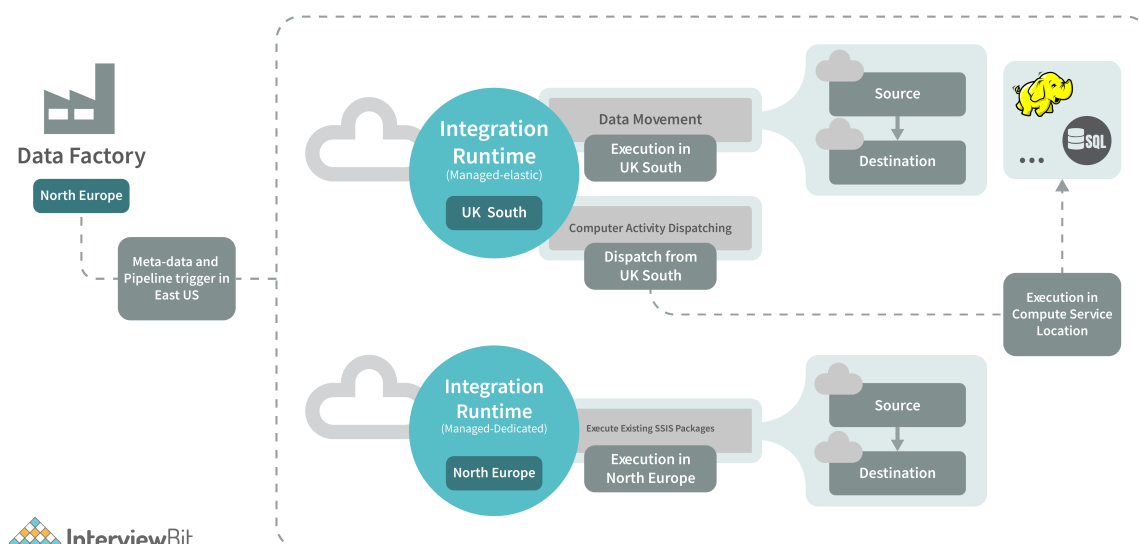 Data Factory
North Europe
Meta-data and
Pipeline trigger in
East US
Integration
Runtime
(Managed-elastic)
UK South
Data Movement
Execution in
UK South
Computer Activity Dispatching
Dispatch from
UK South
Source
Destination
...
SQL
Execution in
Compute Service
Location
Integration
Runtime
(Managed-Dedicated)
North Europe
Execute Existing SSIS Packages
Execution in
North Europe
Source
Destination
InterviewBit